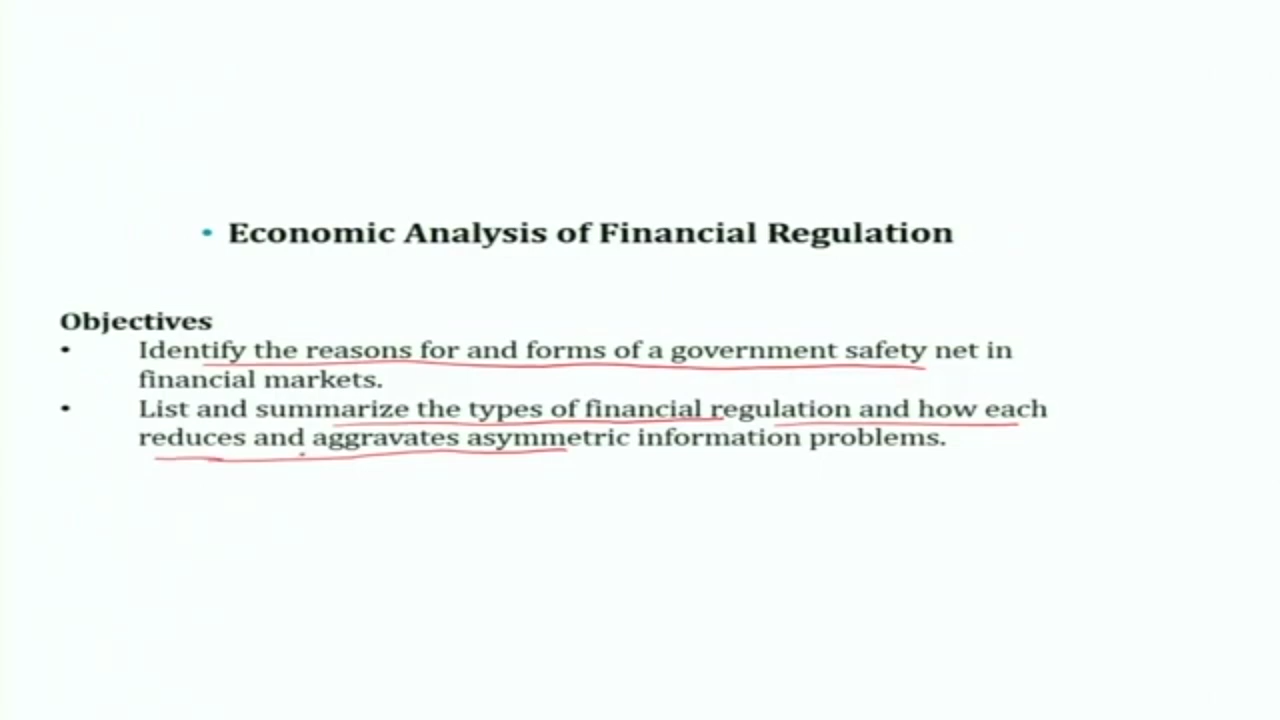 • Economic Analysis of Financial Regulation
Objectives
• Identify the reasons for and forms of a government safety net in
financial markets.
• List and summarize the types of financial regulation and how each
reduces and aggravates asymmetric information problems.